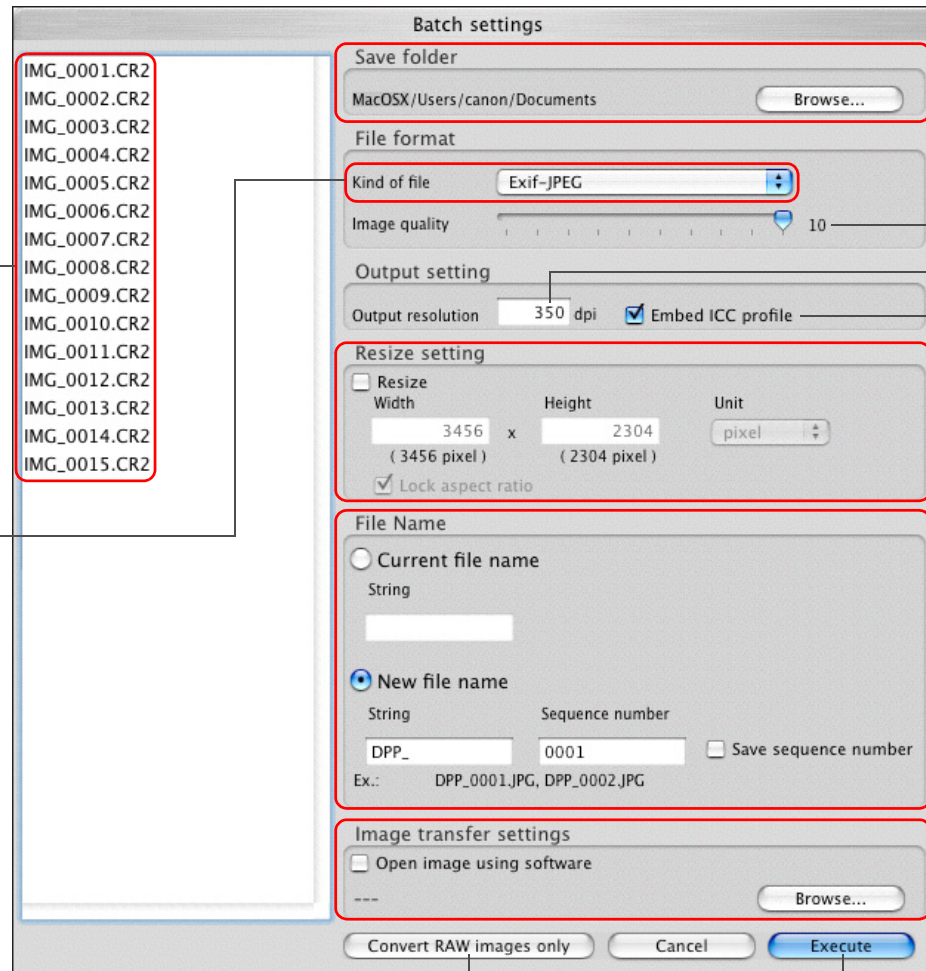 Batch settings
IMG_0001.CR2
IMG_0002.CR2
IMG_0003.CR2
IMG_0004.CR2
IMG_0005.CR2
IMG_0006.CR2
IMG_0007.CR2
IMG_0008.CR2
IMG_0009.CR2
IMG_0010.CR2
IMG_0011.CR2
IMG_0012.CR2
IMG_0013.CR2
IMG_0014.CR2
IMG_0015.CR2
Save folder
MacOSX/Users/canon/Documents Browse...
File format
Kind of file Exif-JPEG
Image quality 10
Output setting
Output resolution 350 dpi Embed ICC profile
Resize setting
Resize
Width Height Unit
3456 x 2304 pixel
( 3456 pixel ) ( 2304 pixel )
Lock aspect ratio
File Name
Current file name
String
New file name
String Sequence number
DPP_ 0001 Save sequence number
Ex.: DPP_0001.JPG, DPP_0002.JPG
Image transfer settings
Open image using software
--- Browse...
Convert RAW images only Cancel Execute